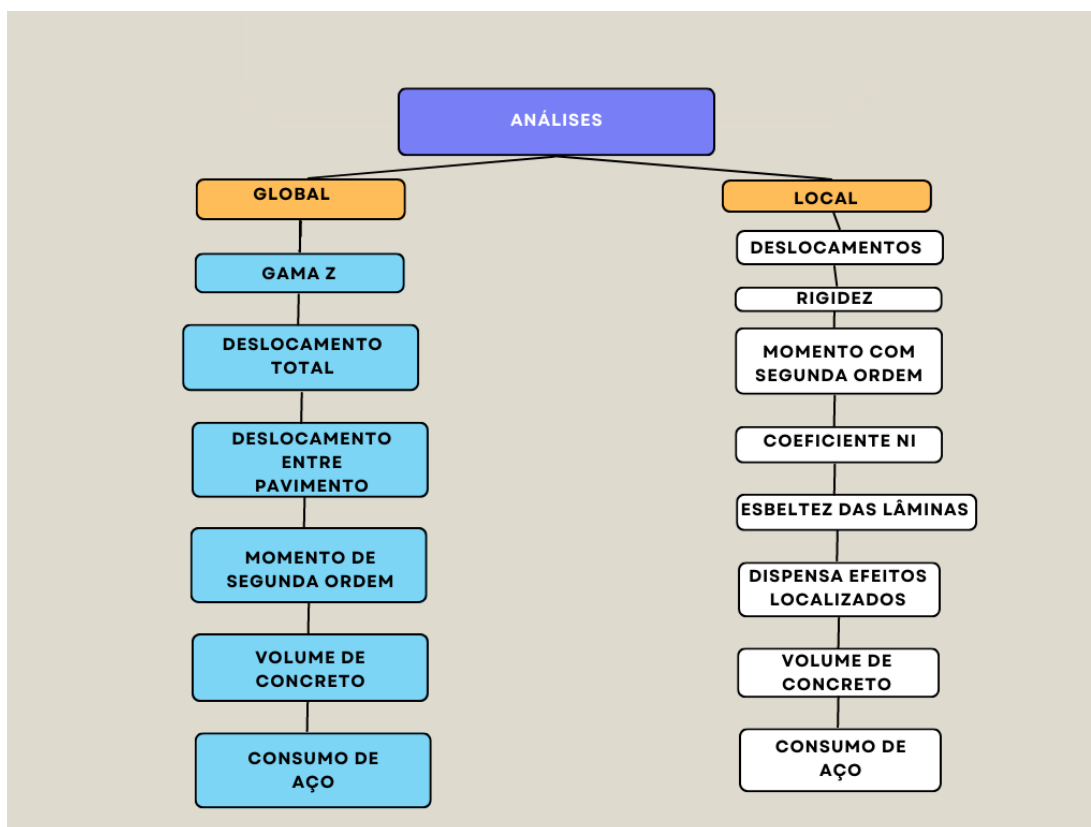 ANÁLISES
GLOBAL
GAMA Z
DESLOCAMENTO
TOTAL
DESLOCAMENTO
ENTRE
PAVIMENTO
MOMENTO DE
SEGUNDA ORDEM
VOLUME DE
CONCRETO
CONSUMO DE
AÇO
LOCAL
DESLOCAMENTOS
RIGIDEZ
MOMENTO COM
SEGUNDA ORDEM
COEFICIENTE NI
ESBELTEZ DAS LÂMINAS
DISPENSA EFEITOS
LOCALIZADOS
VOLUME DE
CONCRETO
CONSUMO DE
AÇO